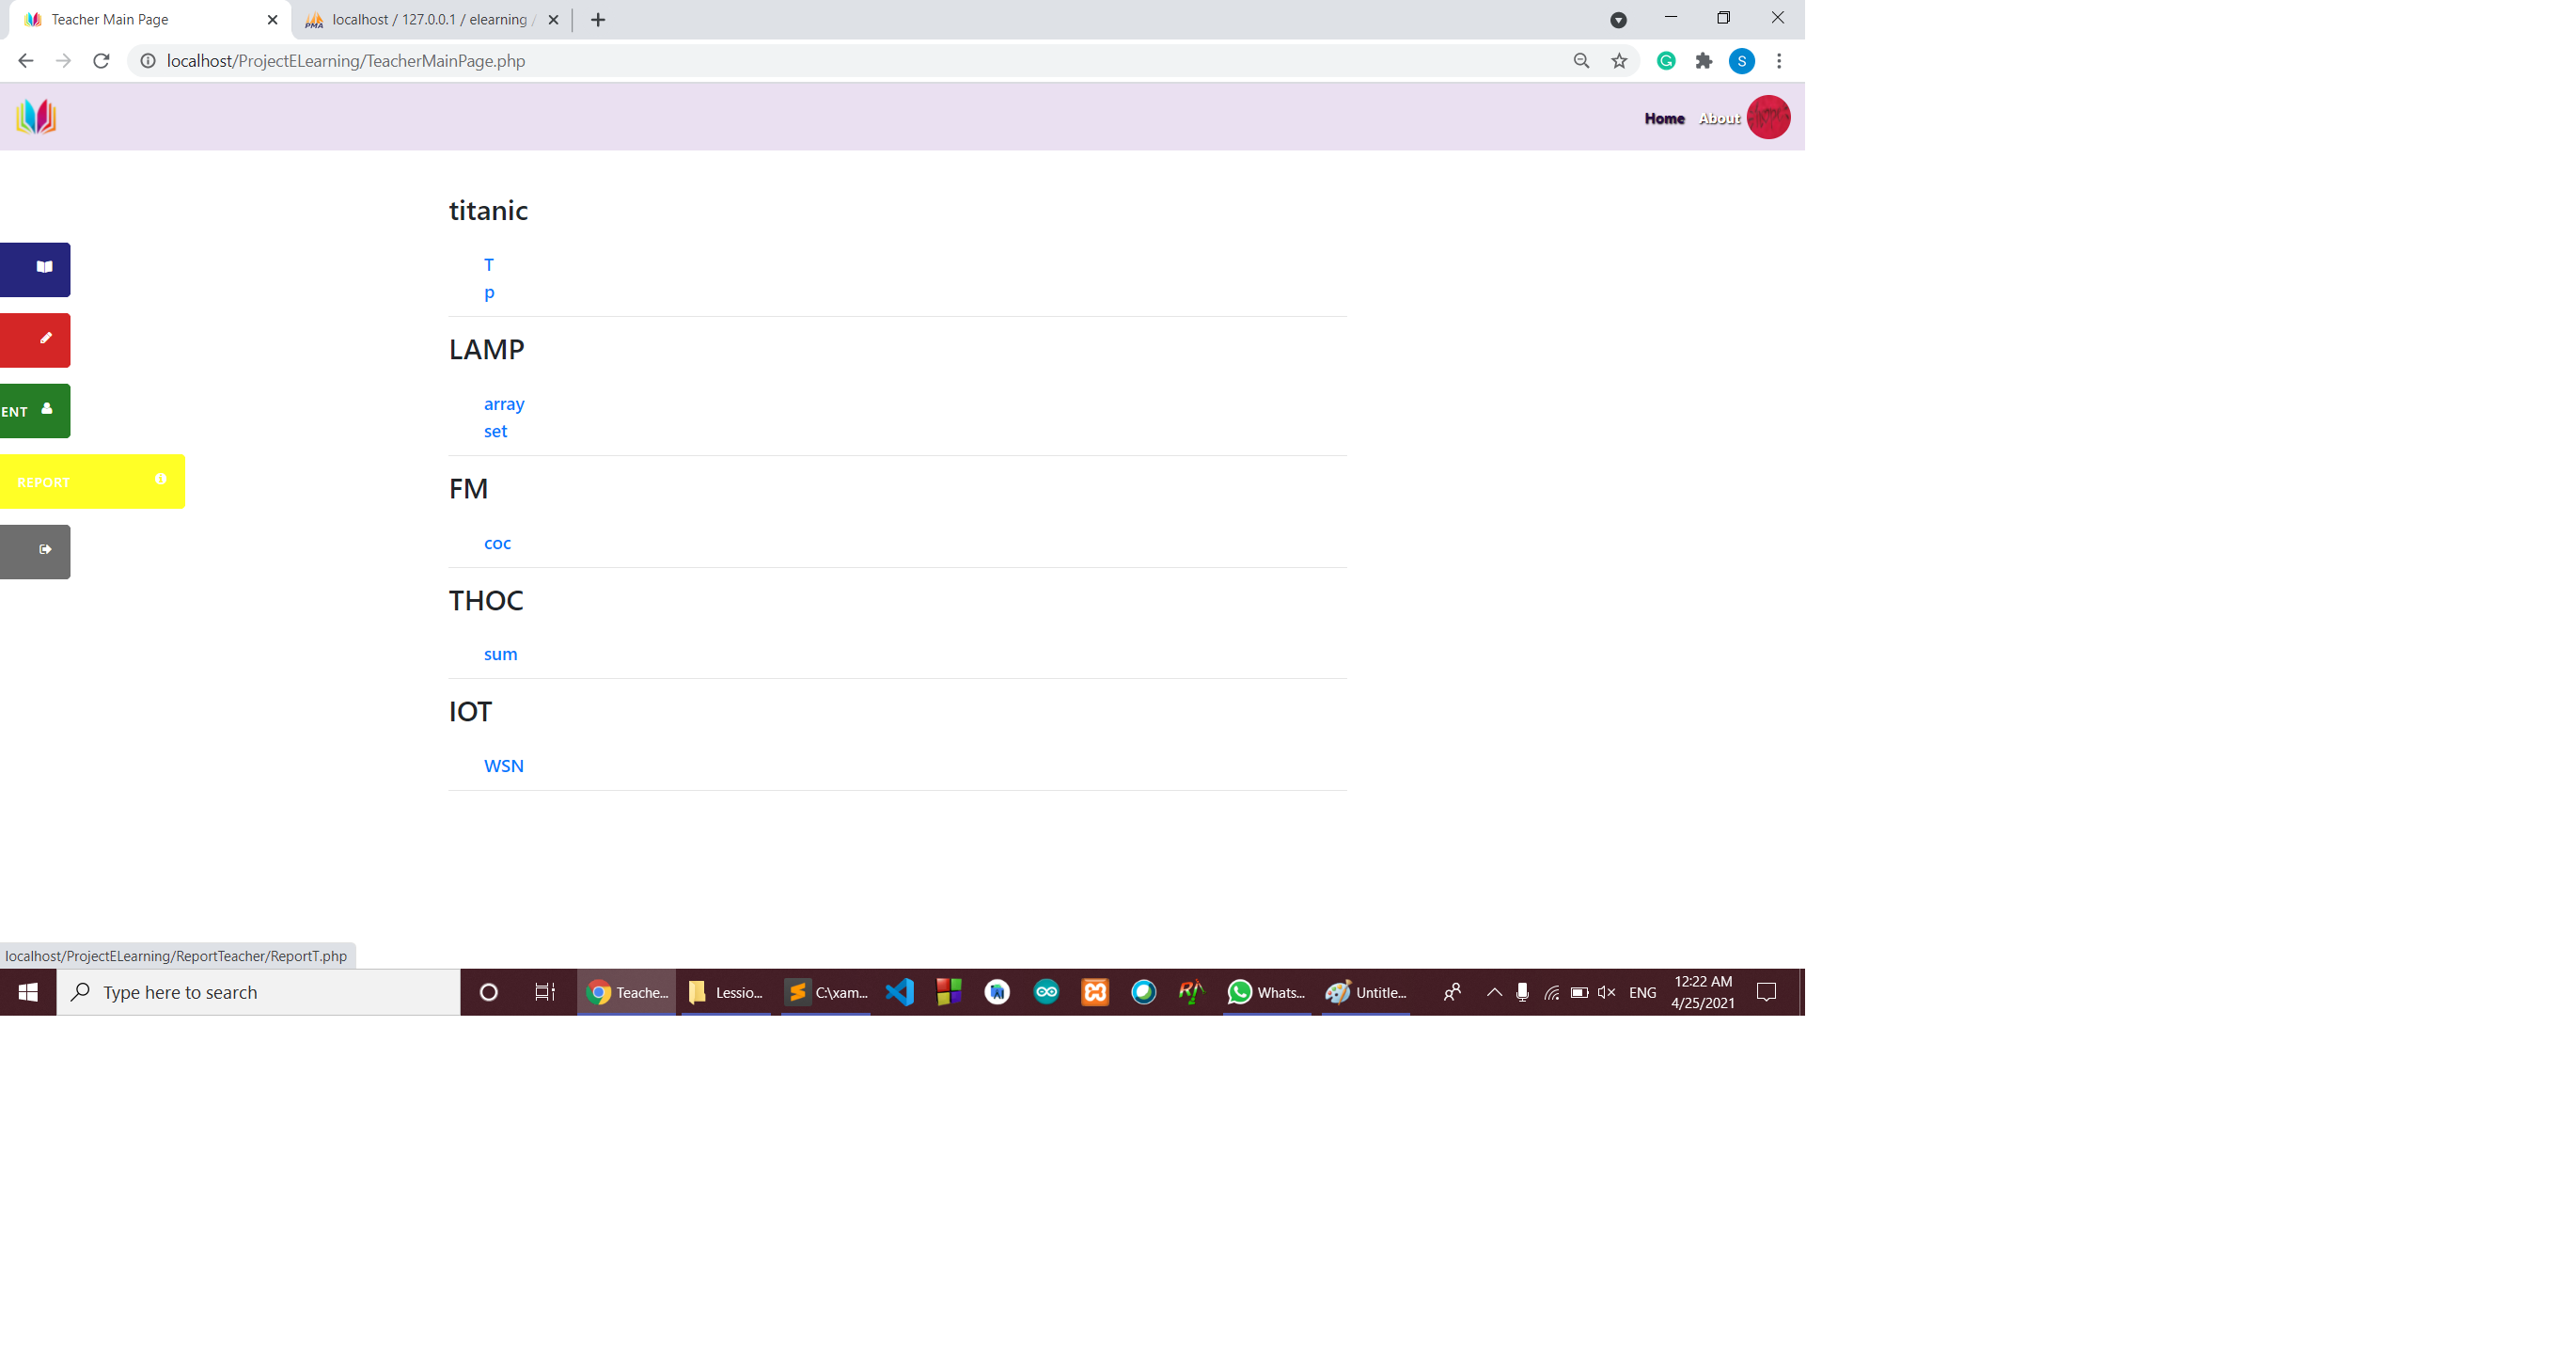 Teacher Main Page
localhost / 127.0.0.1 / elearning /
localhost/ProjectELearning/TeacherMainPage.php
S
Home About
titanic
T
p
LAMP
array
ENT
set
REPORT
FM
coc
THOC
sum
IOT
WSN
localhost/ProjectELearning/ReportTeacher/ReportT.php
Type here to search
Teache...
Lessio...
C:\xam...
Whats...
Untitle...
ENG
12:22 AM
4/25/2021